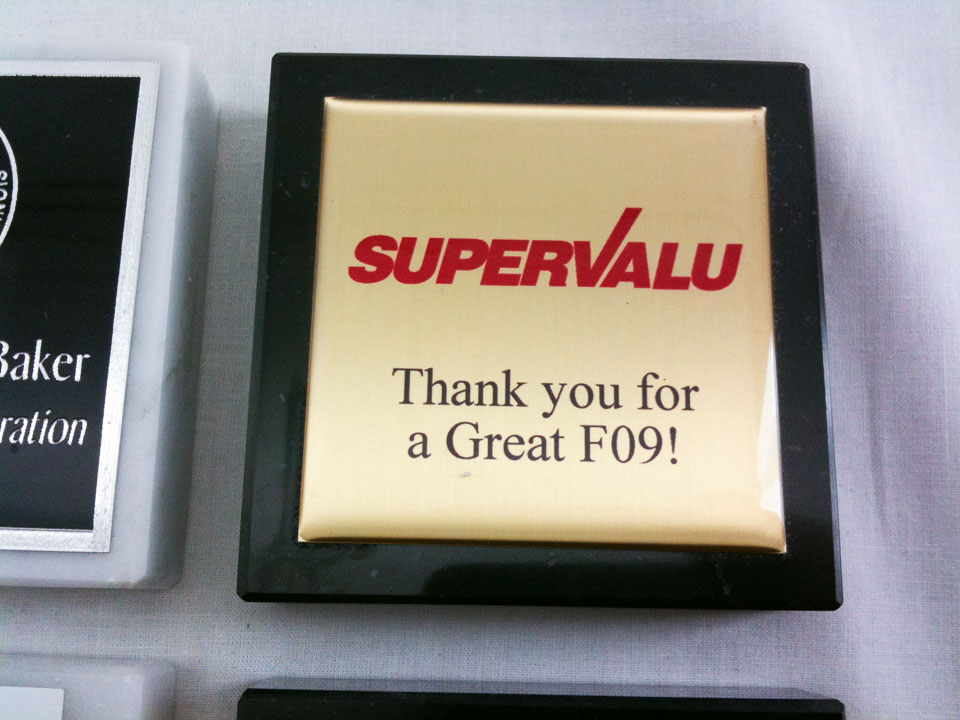 SUPERVALU
Thank you for
a Great F09!
Baker
ration